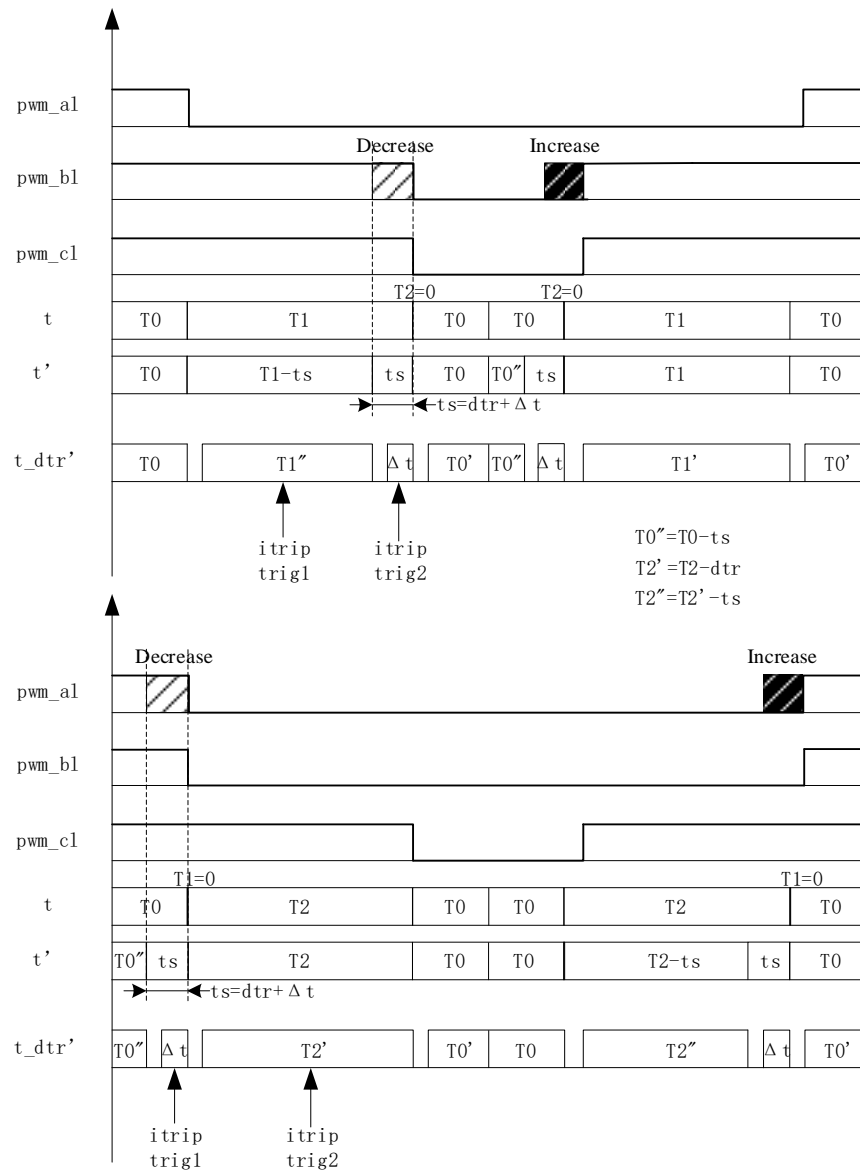 pwm_al
Decrease Increase
pwm_bl
pwm_cl
T2=0 T2=0
t T0 T1 T0 T0 T1 T0
t’ T0 T1-ts ts T0 T0″ ts T1 T0
ts=dtr+Δt
t_dtr’ T0 T1″ Δt T0’ T0″ Δt T1’ T0’
itrip itrip
trig1 trig2
T0″=T0-ts
T2’=T2-dtr
T2″=T2’-ts
Decrease Increase
pwm_al
pwm_bl
pwm_cl
T1=0 T1=0
t T0 T2 T0 T0 T2 T0
t’ T0″ ts T2 T0 T0 T2-ts ts T0
ts=dtr+Δt
t_dtr’ T0″ Δt T2’ T0’ T0 T2″ Δt T0’
itrip itrip
trig1 trig2